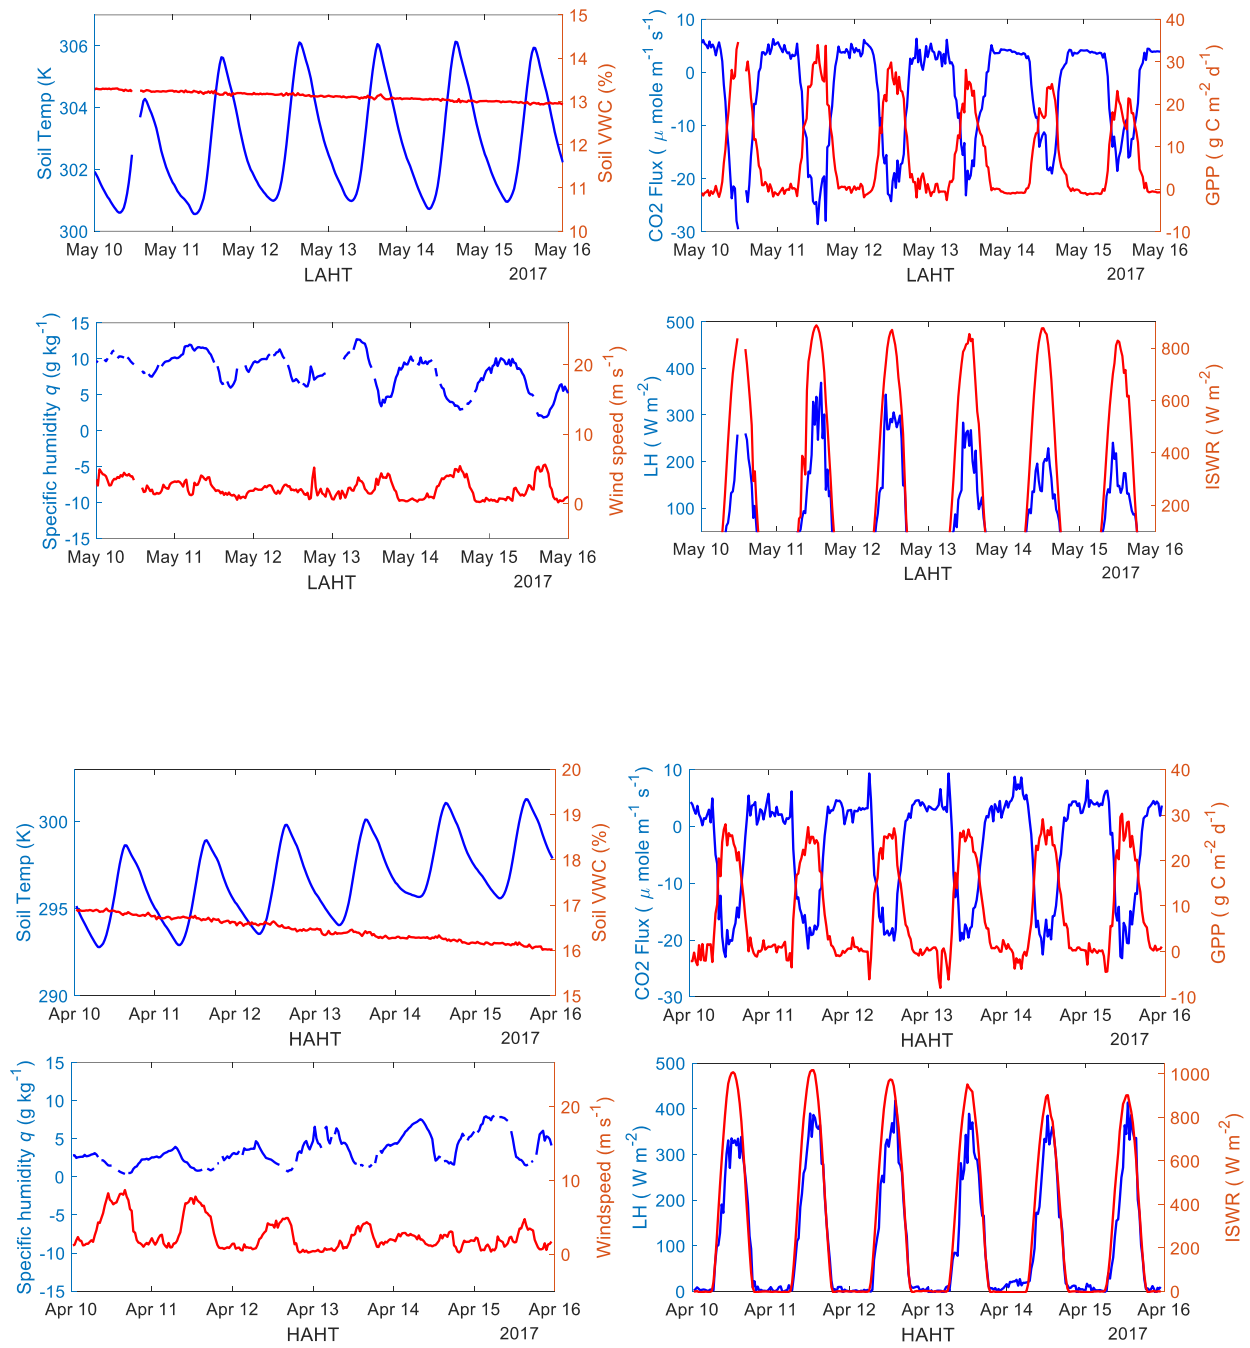 306
304
302
300
Soil Temp (K
15
14
13
12
11
10
Soil VWC (%)
May 10 May 11 May 12 May 13 May 14 May 15 May 16
LAHT 2017
10
0
-10
-20
-30
CO2 Flux ( μ mole m-1 s-1)
40
30
20
10
0
-10
GPP ( g C m-2 d-1)
May 10 May 11 May 12 May 13 May 14 May 15 May 16
LAHT 2017
15
10
5
0
-5
-10
-15
Specific humidity q (g kg-1)
20
10
0
Wind speed (m s-1)
May 10 May 11 May 12 May 13 May 14 May 15 May 16
LAHT 2017
500
400
300
200
100
LH ( W m-2)
800
600
400
200
ISWR ( W m-2)
May 10 May 11 May 12 May 13 May 14 May 15 May 16
LAHT 2017
300
295
290
Soil Temp (K)
20
19
18
17
16
15
Soil VWC (%)
Apr 10 Apr 11 Apr 12 Apr 13 Apr 14 Apr 15 Apr 16
HAHT 2017
10
0
-10
-20
-30
CO2 Flux ( μ mole m-1 s-1)
40
30
20
10
0
-10
GPP ( g C m-2 d-1)
Apr 10 Apr 11 Apr 12 Apr 13 Apr 14 Apr 15 Apr 16
HAHT 2017
15
10
5
0
-5
-10
-15
Specific humidity q (g kg-1)
20
10
0
Windspeed (m s-1)
Apr 10 Apr 11 Apr 12 Apr 13 Apr 14 Apr 15 Apr 16
HAHT 2017
500
400
300
200
100
0
LH ( W m-2)
1000
800
600
400
200
0
ISWR ( W m-2)
Apr 10 Apr 11 Apr 12 Apr 13 Apr 14 Apr 15 Apr 16
HAHT 2017